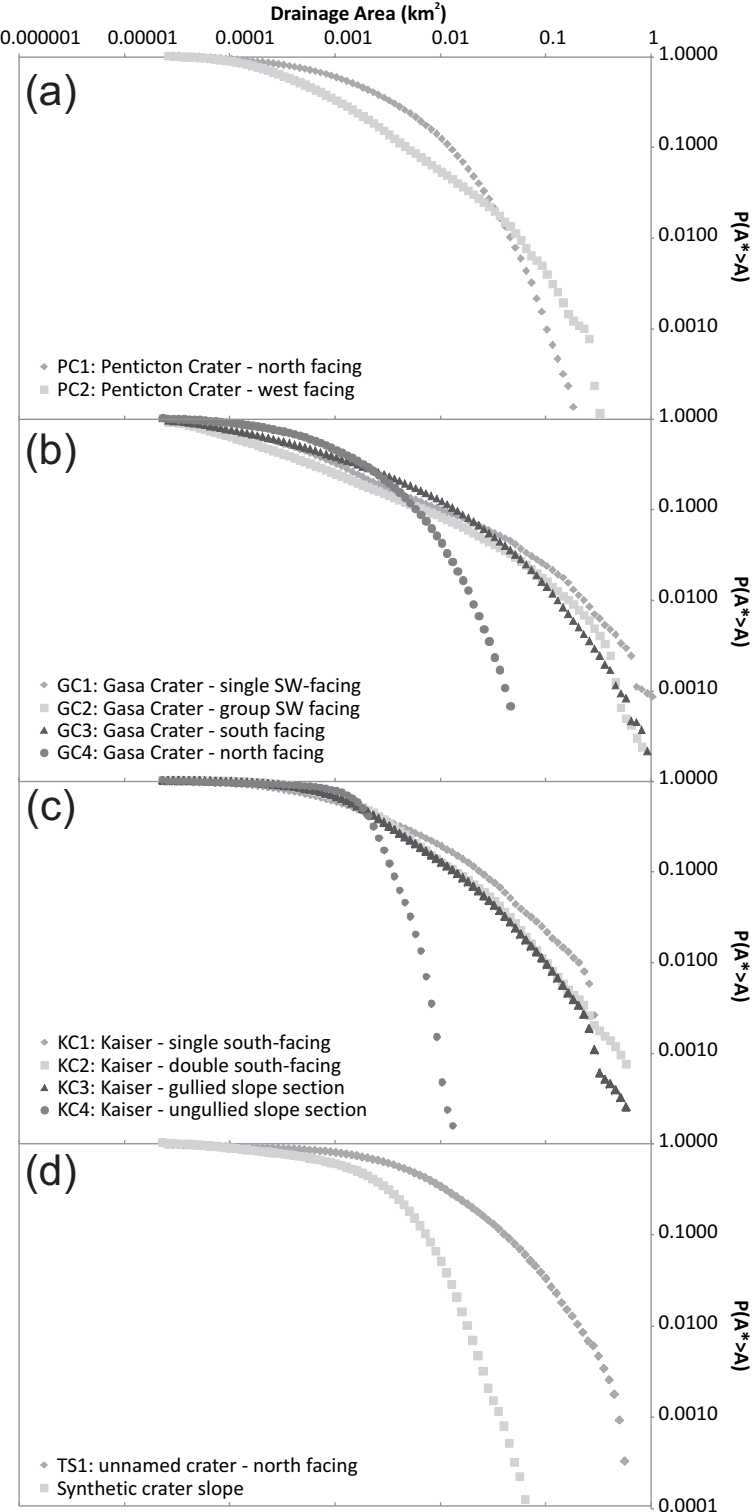 Drainage Area (km²)
0.000001 0.00001 0.0001 0.001 0.01 0.1 1
1.0000
(a)
0.1000
P(A*>A)
0.0100
0.0010
PC1: Penticton Crater - north facing
PC2: Penticton Crater - west facing
1.0000
(b)
0.1000
P(A*>A)
0.0100
GC1: Gasa Crater - single SW-facing
0.0010
GC2: Gasa Crater - group SW facing
GC3: Gasa Crater - south facing
GC4: Gasa Crater - north facing
1.0000
(c)
0.1000
P(A*>A)
0.0100
KC1: Kaiser - single south-facing
0.0010
KC2: Kaiser - double south-facing
KC3: Kaiser - gullied slope section
KC4: Kaiser - ungullied slope section
1.0000
(d)
0.1000
P(A*>A)
0.0100
0.0010
TS1: unnamed crater - north facing
Synthetic crater slope
0.0001